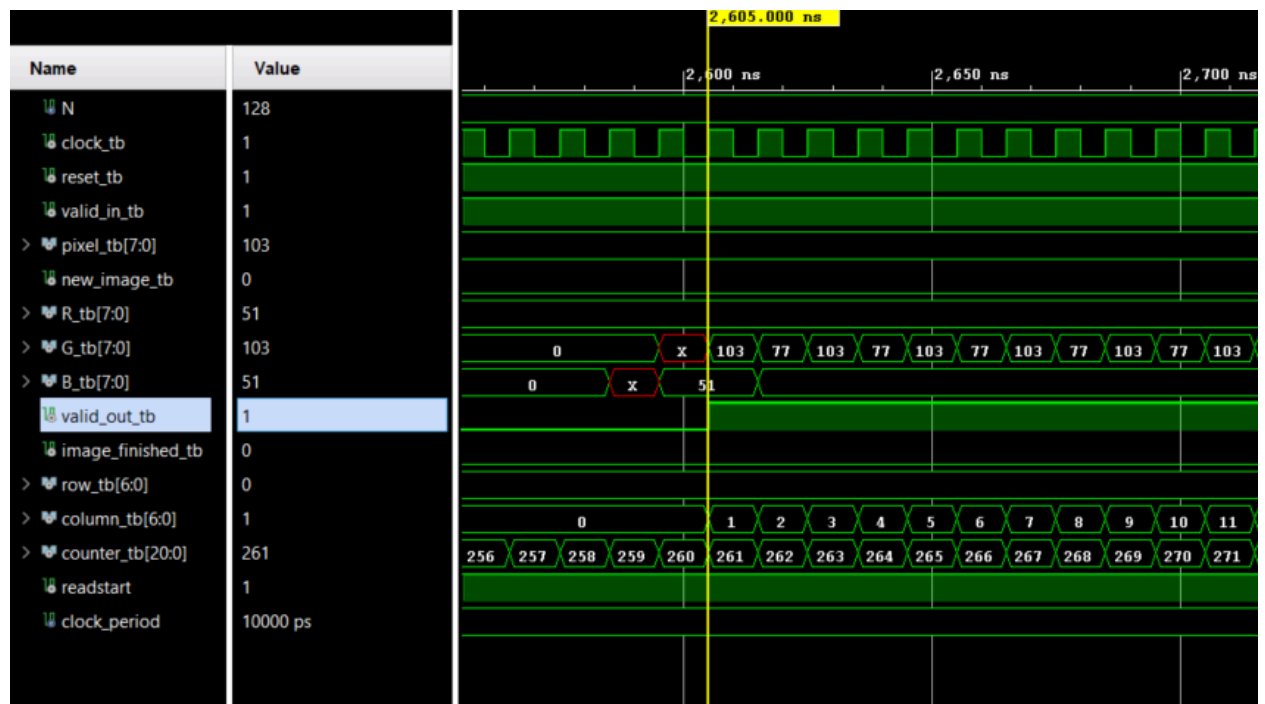 2,605.000 ns
Name Value 2,600 ns 2,650 ns 2,700 ns
N 128
clock_tb 1
reset_tb 1
valid_in_tb 1
pixel_tb[7:0] 103
new_image_tb 0
R_tb[7:0] 51
G_tb[7:0] 103 0 X 103 77 103 77 103 77 103 77 103 77 103
B_tb[7:0] 51 0 X 51
valid_out_tb 1
image_finished_tb 0
row_tb[6:0] 0
column_tb[6:0] 1 0 1 2 3 4 5 6 7 8 9 10 11
counter_tb[20:0] 261 256 257 258 259 260 261 262 263 264 265 266 267 268 269 270 271
readstart 1
clock_period 10000 ps